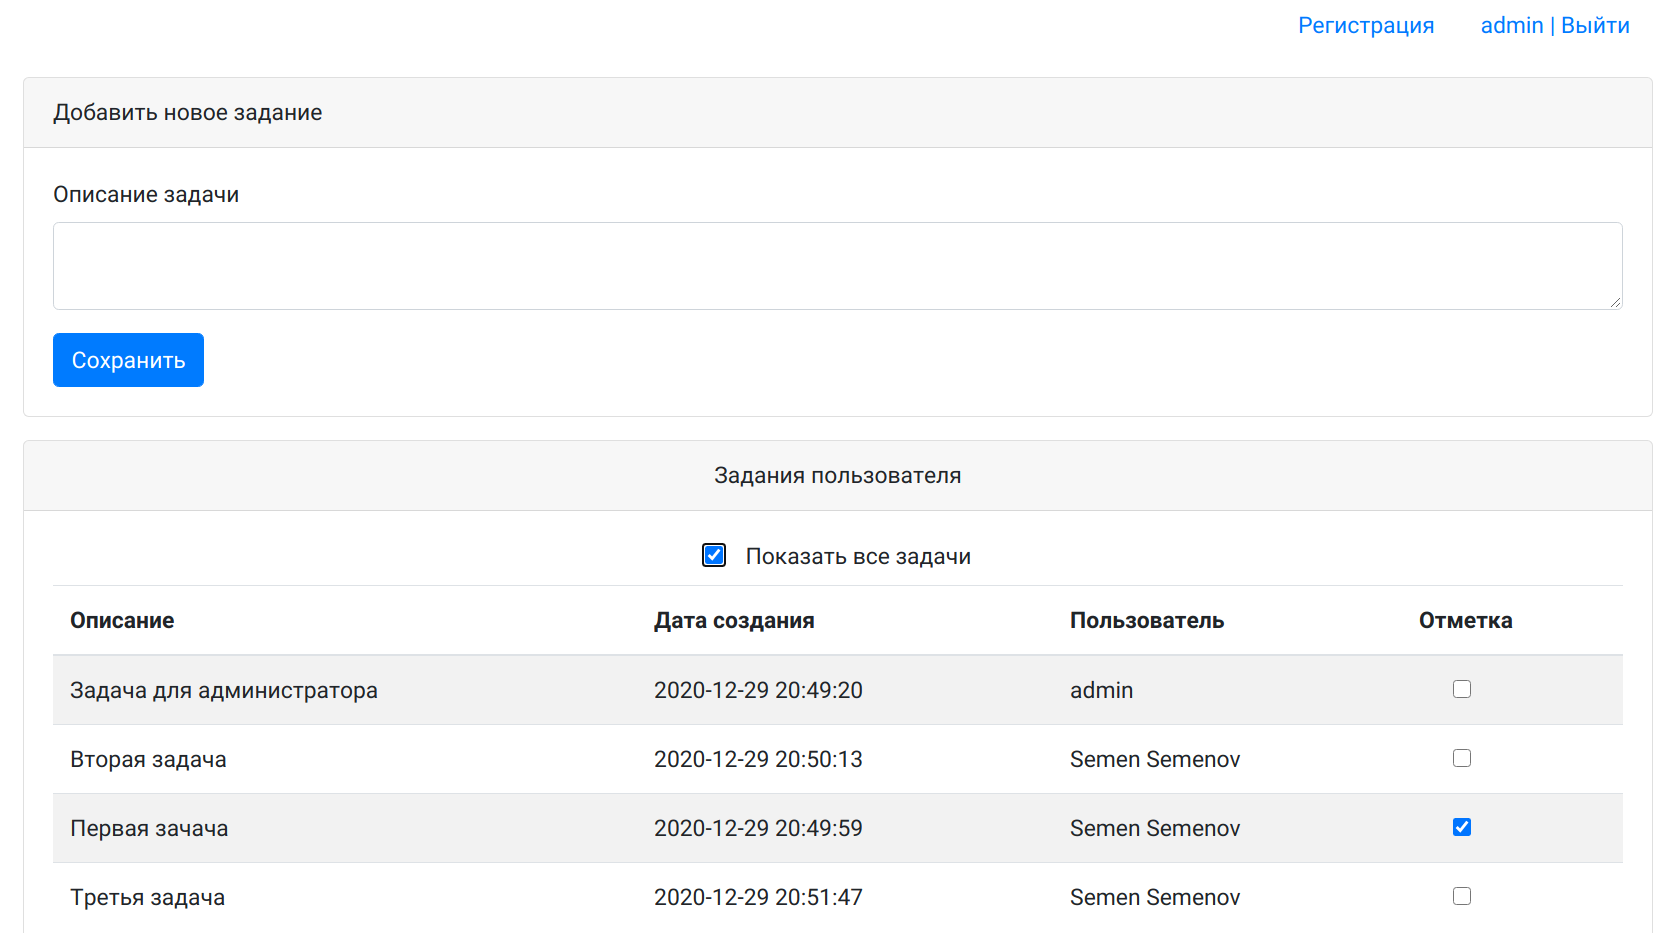 Регистрация admin | Выйти
Добавить новое задание
Описание задачи
Сохранить
Задания пользователя
Показать все задачи
Описание Дата создания Пользователь Отметка
Задача для администратора 2020-12-29 20:49:20 admin
Вторая задача 2020-12-29 20:50:13 Semen Semenov
Первая зачача 2020-12-29 20:49:59 Semen Semenov
Третья задача 2020-12-29 20:51:47 Semen Semenov